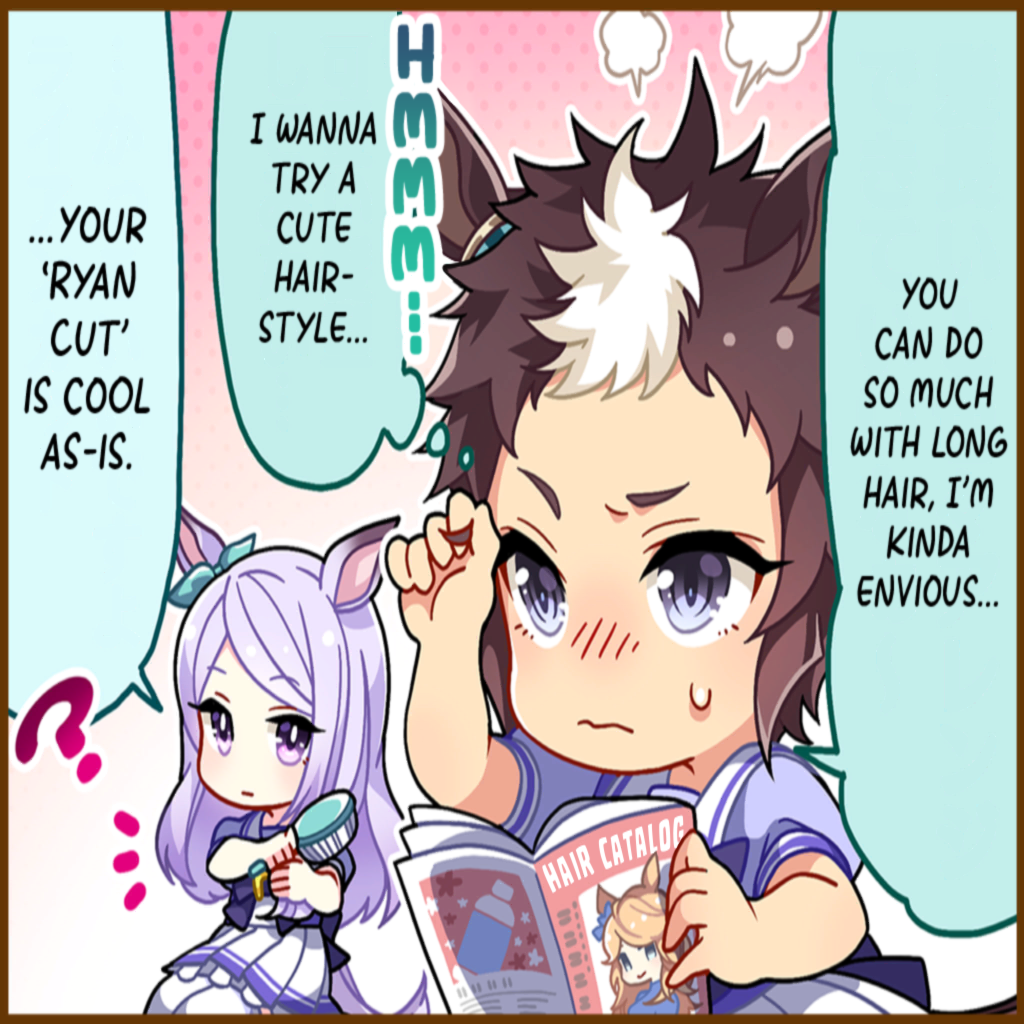 YOU
CAN DO
SO MUCH
WITH LONG
HAIR, I'M
KINDA
ENVIOUS...
HMMM...
I WANNA
TRY A
CUTE
HAIR-
STYLE...
...YOUR
'RYAN
CUT'
IS COOL
AS-IS.
?
HAIR CATALOG